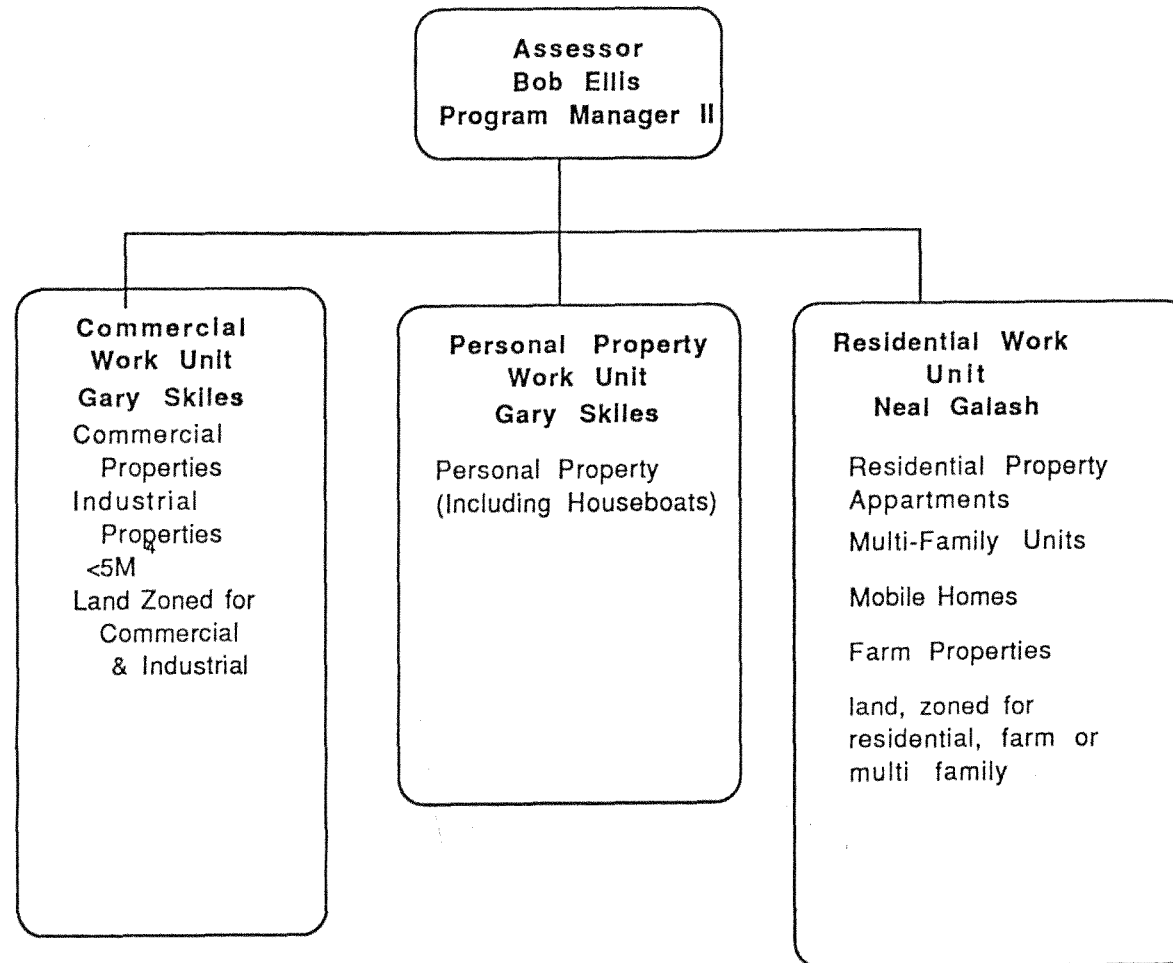 Assessor
Bob Ellis
Program Manager II
Commercial
Work Unit
Gary Skiles
Commercial
Properties
Industrial
Properties
4
<5M
Land Zoned for
Commercial
& Industrial
Personal Property
Work Unit
Gary Skiles
Personal Property
(Including Houseboats)
Residential Work
Unit
Neal Galash
Residential Property
Appartments
Multi-Family Units
Mobile Homes
Farm Properties
land, zoned for
residential, farm or
multi family